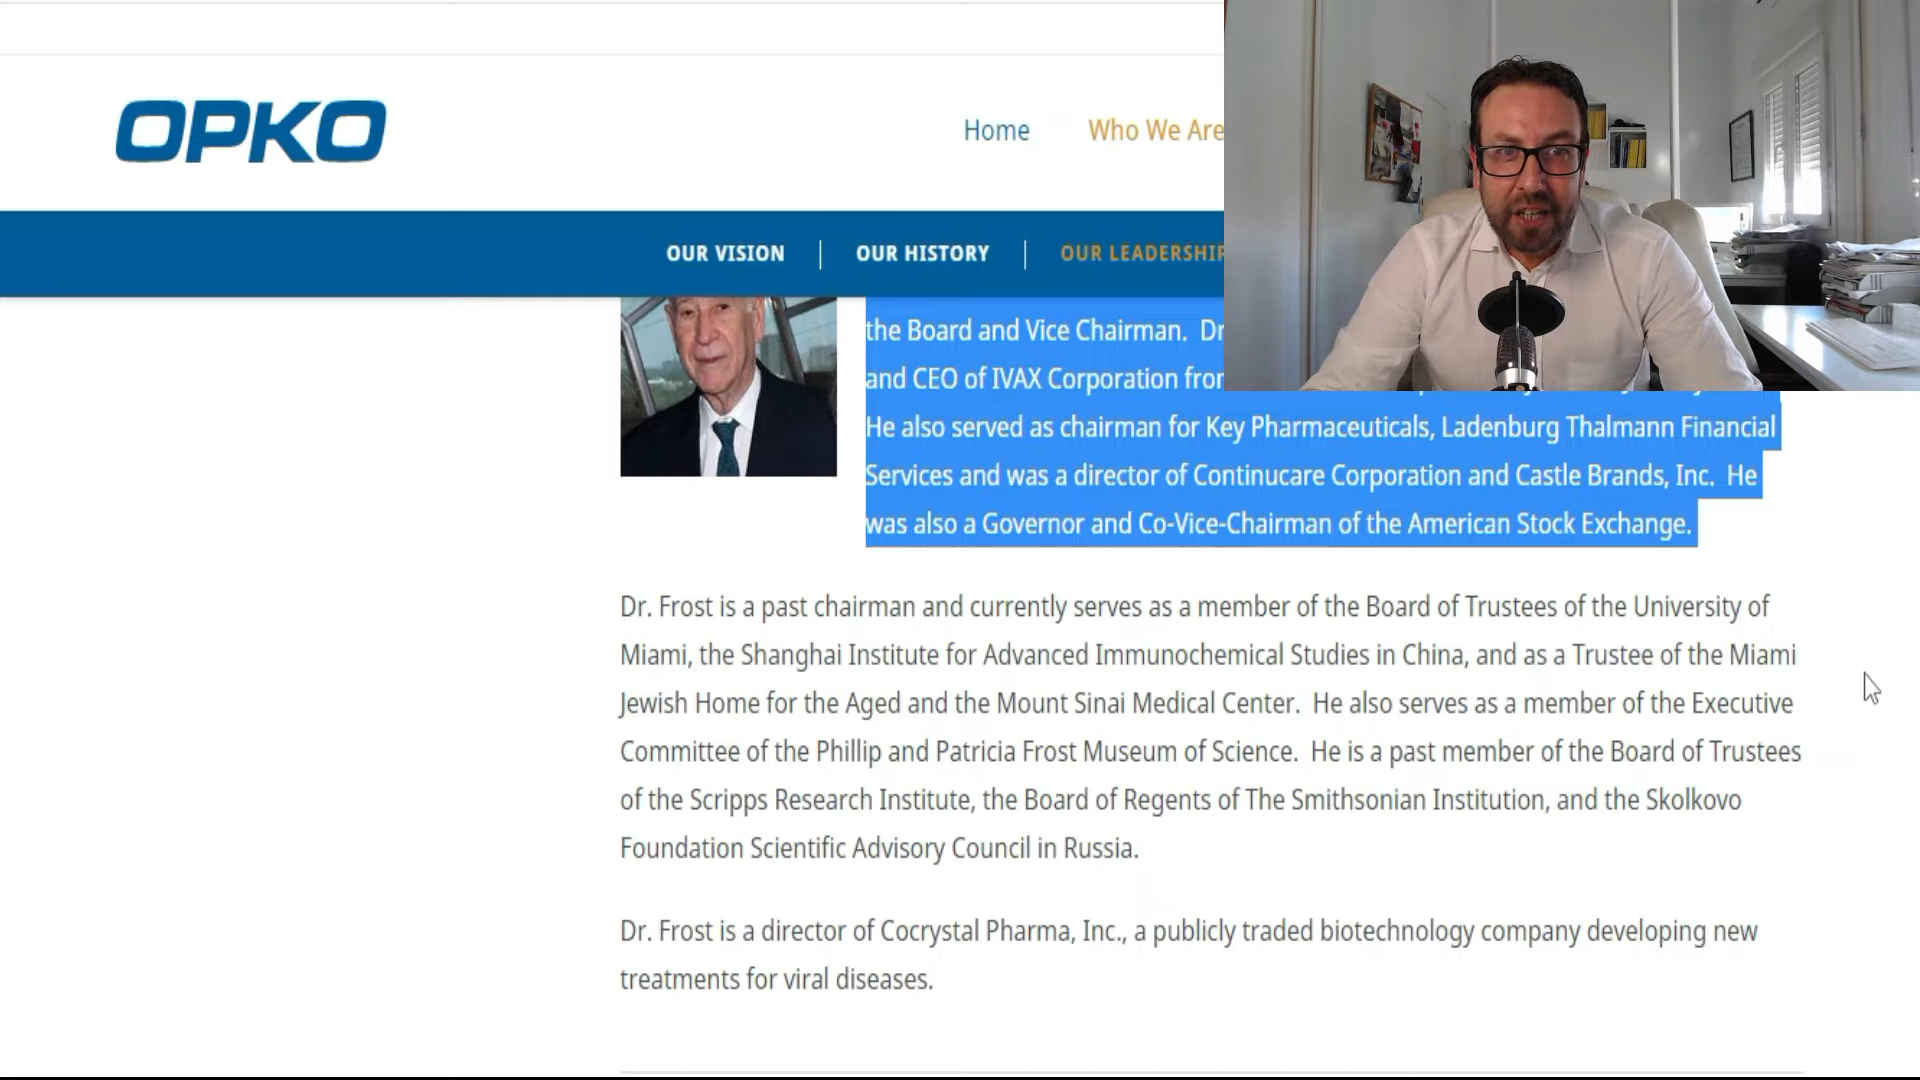 OPKO
Home Who We Are
OUR VISION OUR HISTORY OUR LEADERSHIP
the Board and Vice Chairman. Dr
and CEO of IVAX Corporation from
He also served as chairman for Key Pharmaceuticals, Ladenburg Thalmann Financial
Services and was a director of Continucare Corporation and Castle Brands, Inc. He
was also a Governor and Co-Vice-Chairman of the American Stock Exchange.
Dr. Frost is a past chairman and currently serves as a member of the Board of Trustees of the University of
Miami, the Shanghai Institute for Advanced Immunochemical Studies in China, and as a Trustee of the Miami
Jewish Home for the Aged and the Mount Sinai Medical Center. He also serves as a member of the Executive
Committee of the Phillip and Patricia Frost Museum of Science. He is a past member of the Board of Trustees
of the Scripps Research Institute, the Board of Regents of The Smithsonian Institution, and the Skolkovo
Foundation Scientific Advisory Council in Russia.
Dr. Frost is a director of Cocrystal Pharma, Inc., a publicly traded biotechnology company developing new
treatments for viral diseases.